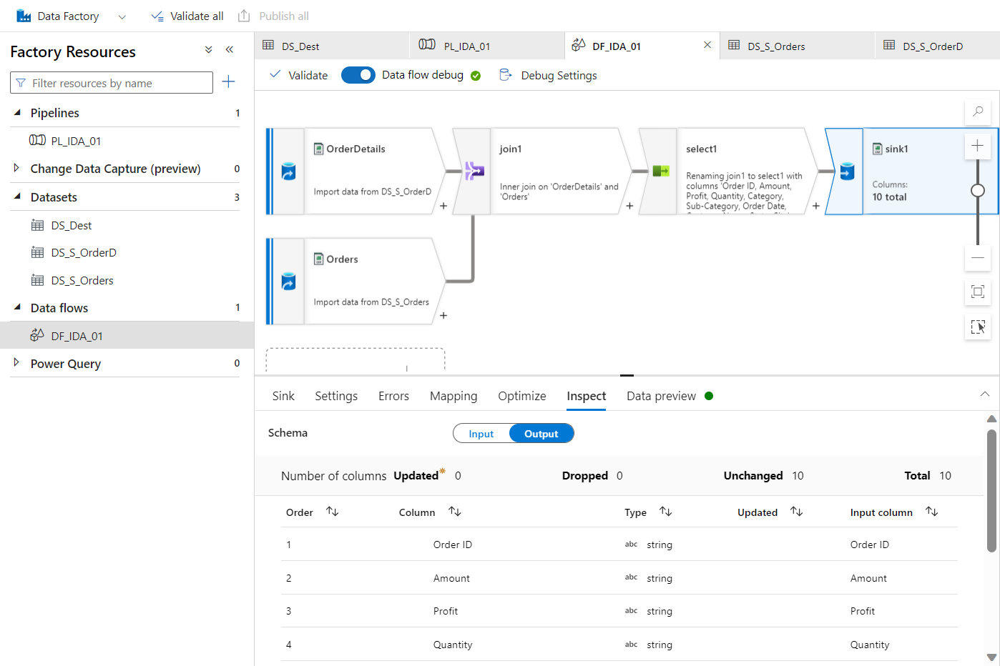 Data Factory
Validate all
Publish all
Factory Resources
Filter resources by name
Pipelines 1
PL_IDA_01
Change Data Capture (preview) 0
Datasets 3
DS_Dest
DS_S_OrderD
DS_S_Orders
Data flows 1
DF_IDA_01
Power Query 0
DS_Dest
PL_IDA_01
DF_IDA_01
DS_S_Orders
DS_S_OrderD
Validate
Data flow debug
Debug Settings
OrderDetails
Import data from DS_S_OrderD
join1
Inner join on 'OrderDetails' and
'Orders'
select1
Renaming join1 to select1 with
columns 'Order ID, Amount,
Profit, Quantity, Category,
Sub-Category, Order Date,
sink1
Columns:
10 total
Orders
Import data from DS_S_Orders
Sink Settings Errors Mapping Optimize Inspect Data preview
Schema Input Output
Number of columns Updated 0 Dropped 0 Unchanged 10 Total 10
Order Column Type Updated Input column
1 Order ID abc string Order ID
2 Amount abc string Amount
3 Profit abc string Profit
4 Quantity abc string Quantity